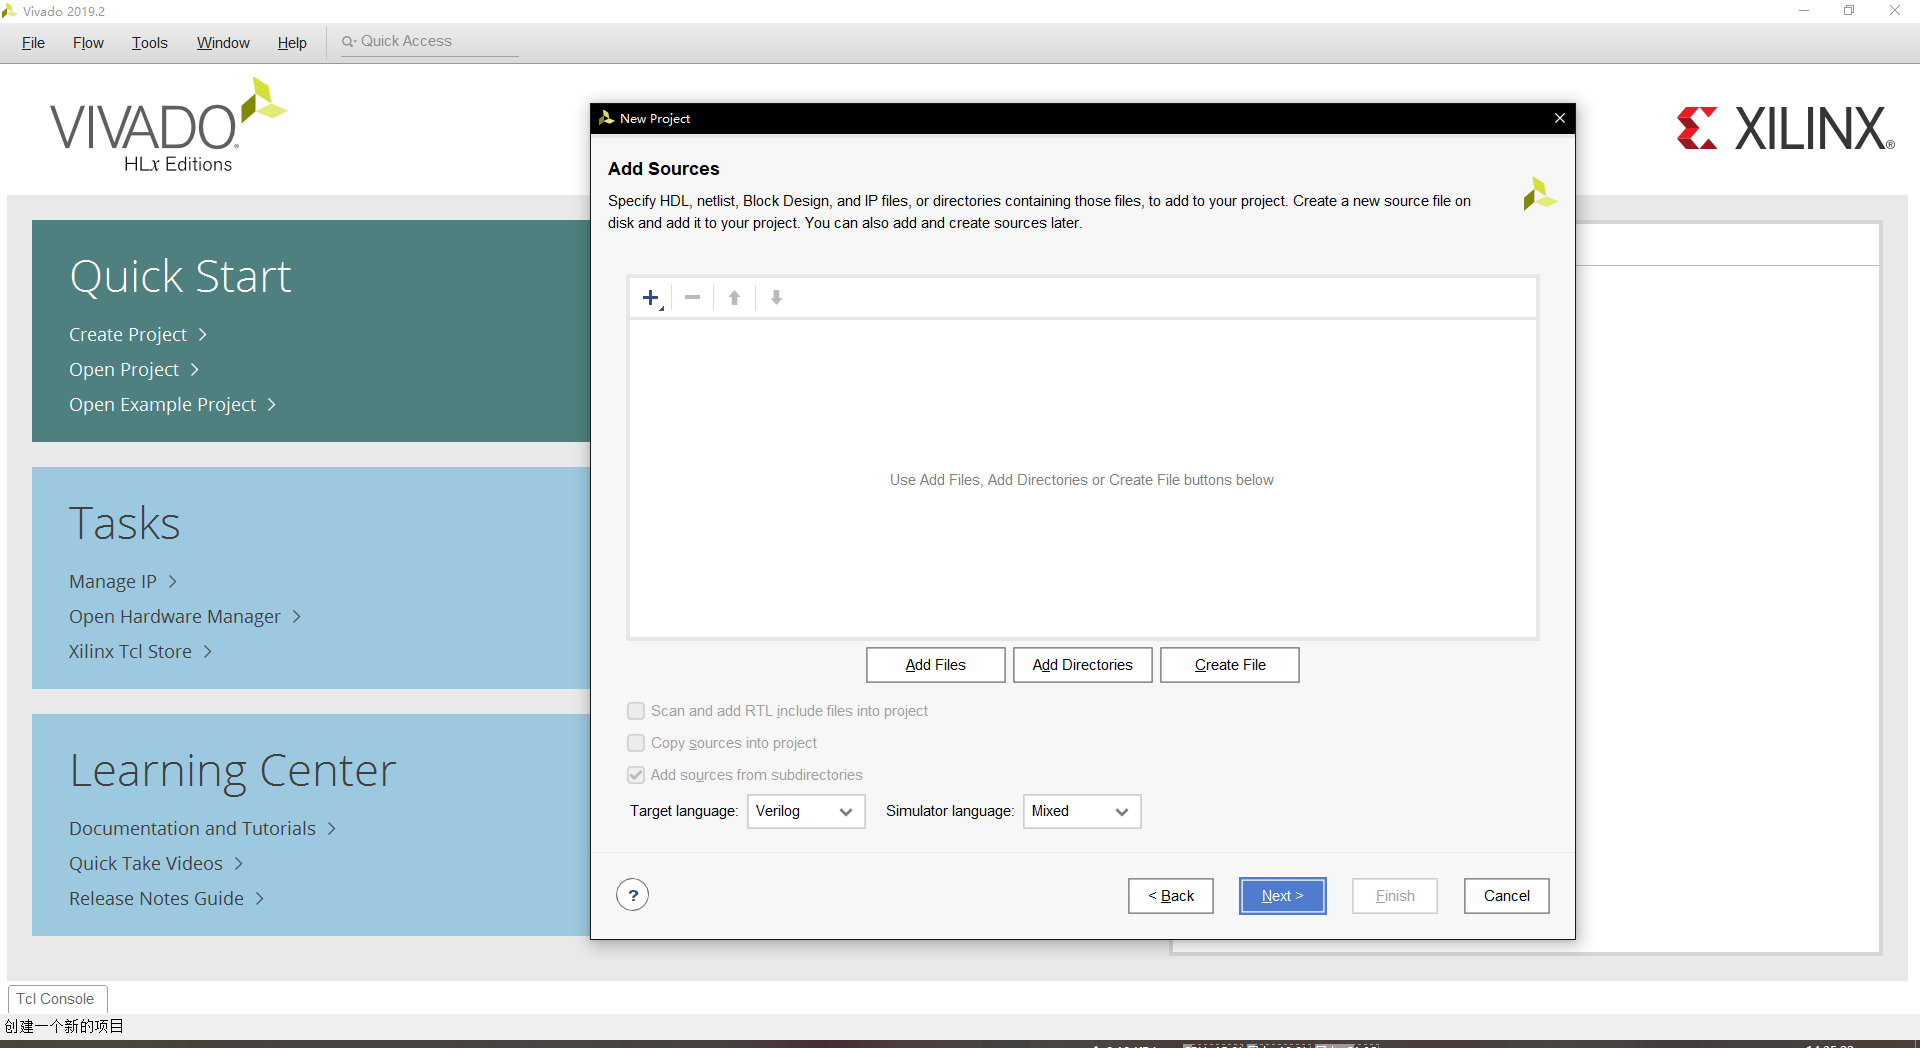 Vivado 2019.2
File Flow Tools Window Help Quick Access
VIVADO
HLx Editions
XILINX®
Quick Start
Create Project
Open Project
Open Example Project
Tasks
Manage IP
Open Hardware Manager
Xilinx Tcl Store
Learning Center
Documentation and Tutorials
Quick Take Videos
Release Notes Guide
New Project
Add Sources
Specify HDL, netlist, Block Design, and IP files, or directories containing those files, to add to your project. Create a new source file on
disk and add it to your project. You can also add and create sources later.
Use Add Files, Add Directories or Create File buttons below
Add Files Add Directories Create File
Scan and add RTL include files into project
Copy sources into project
Add sources from subdirectories
Target language: Verilog Simulator language: Mixed
? < Back Next > Finish Cancel
Tcl Console
创建一个新的项目